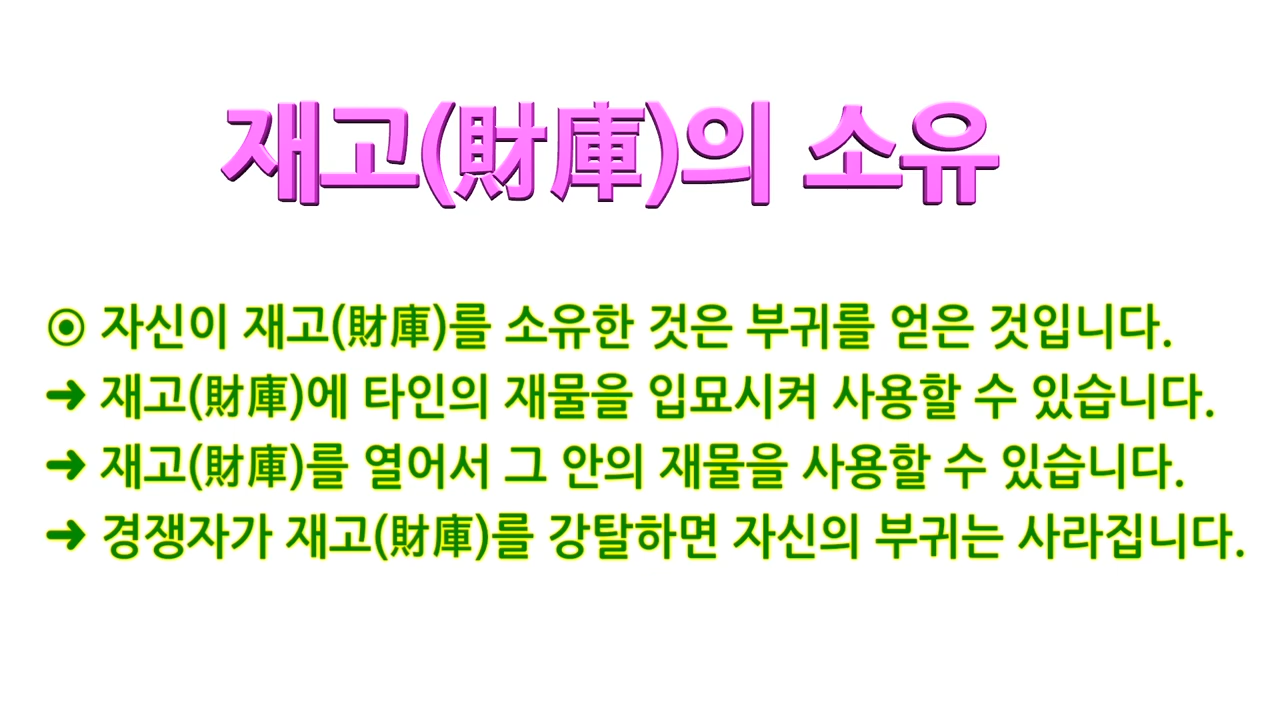 재고(財庫)의 소유
⊙ 자신이 재고(財庫)를 소유한 것은 부귀를 얻은 것입니다.
➜ 재고(財庫)에 타인의 재물을 입묘시켜 사용할 수 있습니다.
➜ 재고(財庫)를 열어서 그 안의 재물을 사용할 수 있습니다.
➜ 경쟁자가 재고(財庫)를 강탈하면 자신의 부귀는 사라집니다.